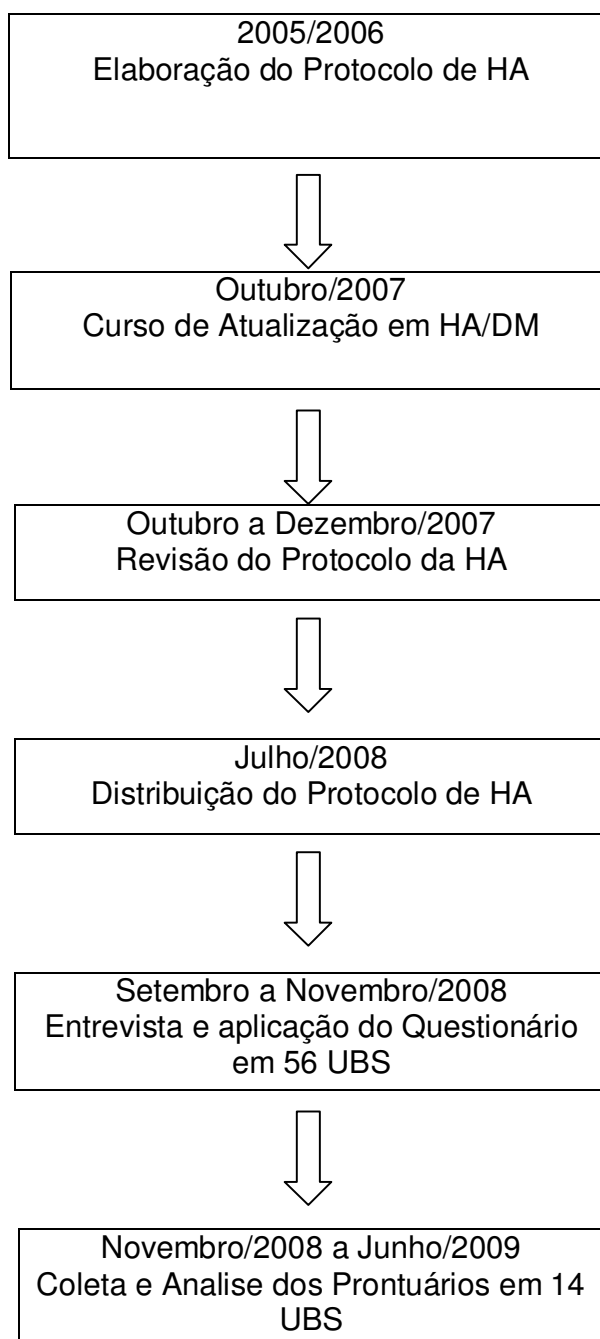 2005/2006
Elaboração do Protocolo de HA
Outubro/2007
Curso de Atualização em HA/DM
Outubro a Dezembro/2007
Revisão do Protocolo da HA
Julho/2008
Distribuição do Protocolo de HA
Setembro a Novembro/2008
Entrevista e aplicação do Questionário
em 56 UBS
Novembro/2008 a Junho/2009
Coleta e Analise dos Prontuários em 14
UBS